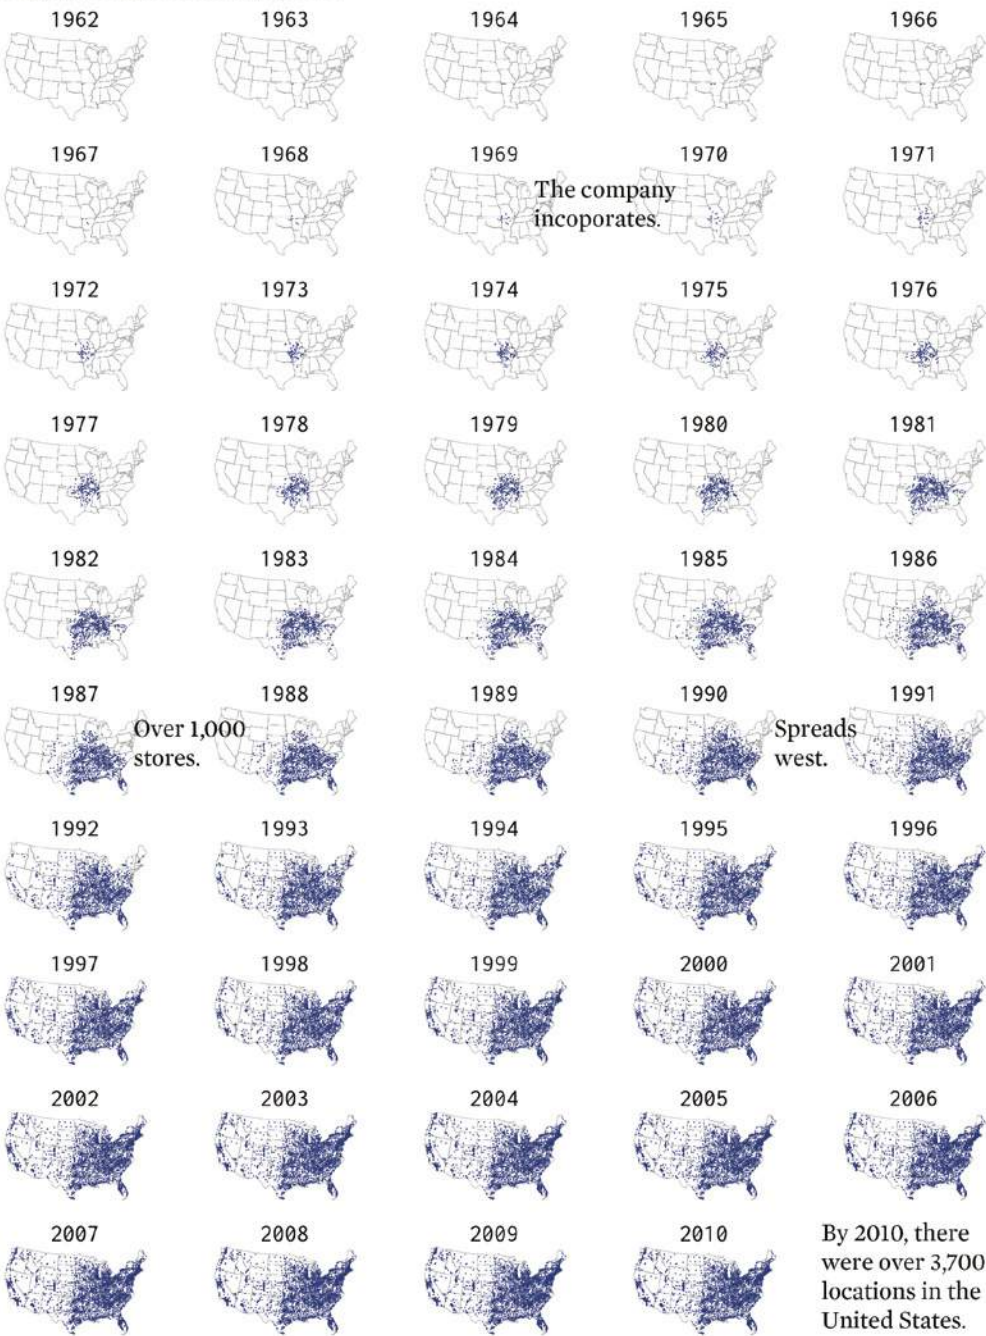 1962 1963 1964 1965 1966
1967 1968 1969 1970 1971
The company
incoporates.
1972 1973 1974 1975 1976
1977 1978 1979 1980 1981
1982 1983 1984 1985 1986
1987 1988 1989 1990 1991
Over 1,000
stores.
Spreads
west.
1992 1993 1994 1995 1996
1997 1998 1999 2000 2001
2002 2003 2004 2005 2006
2007 2008 2009 2010
By 2010, there
were over 3,700
locations in the
United States.